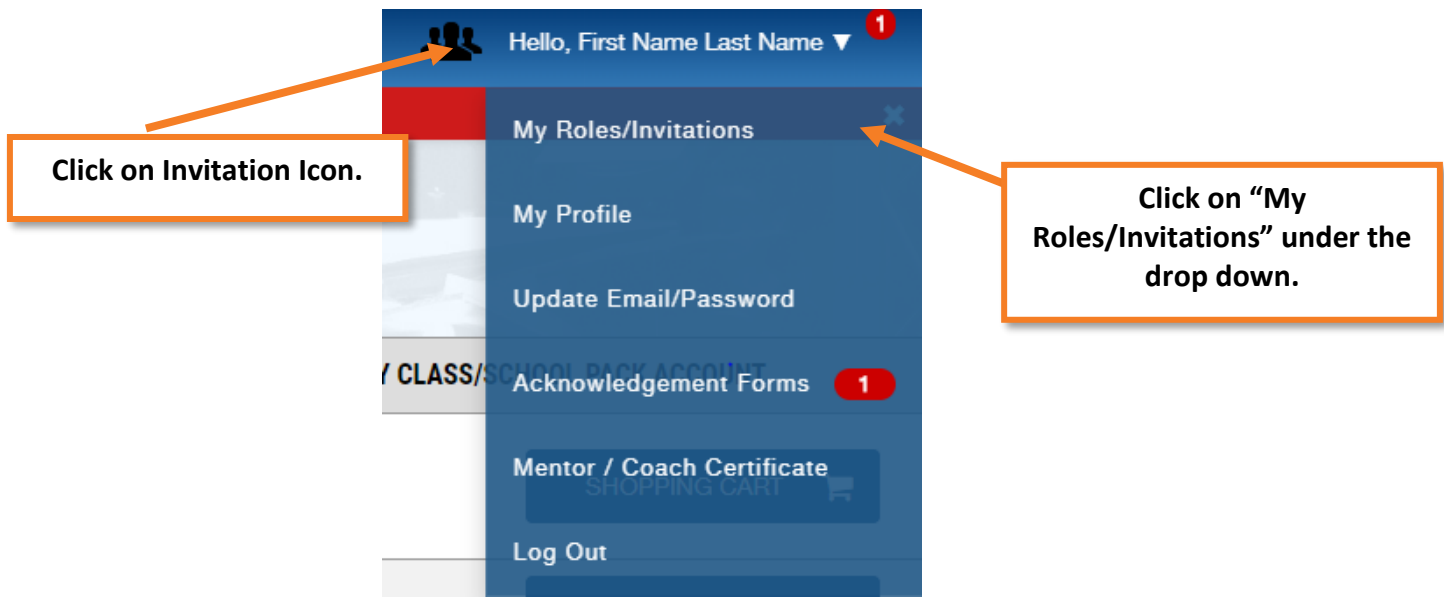 Hello, First Name Last Name ▼ 1
Click on Invitation Icon.
My Roles/Invitations
Click on “My
Roles/Invitations” under the
drop down.
My Profile
Update Email/Password
Y CLASS/SCHOOL PACK ACCOUNT
Acknowledgement Forms 1
Mentor / Coach Certificate
SHOPPING CART
Log Out